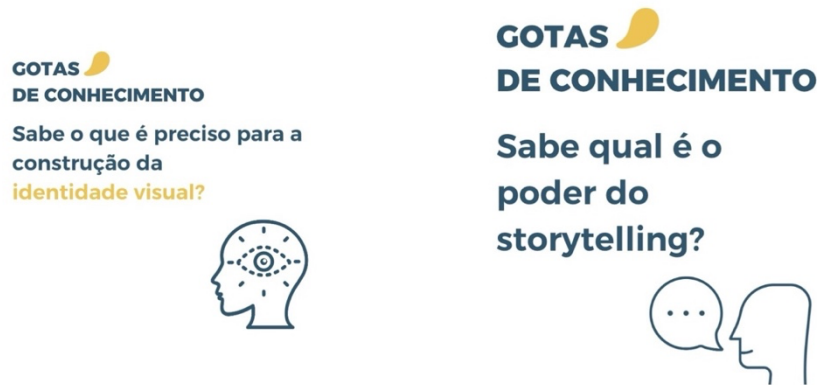 GOTAS
DE CONHECIMENTO
Sabe o que é preciso para a
construção da
identidade visual?
GOTAS
DE CONHECIMENTO
Sabe qual é o
poder do
storytelling?